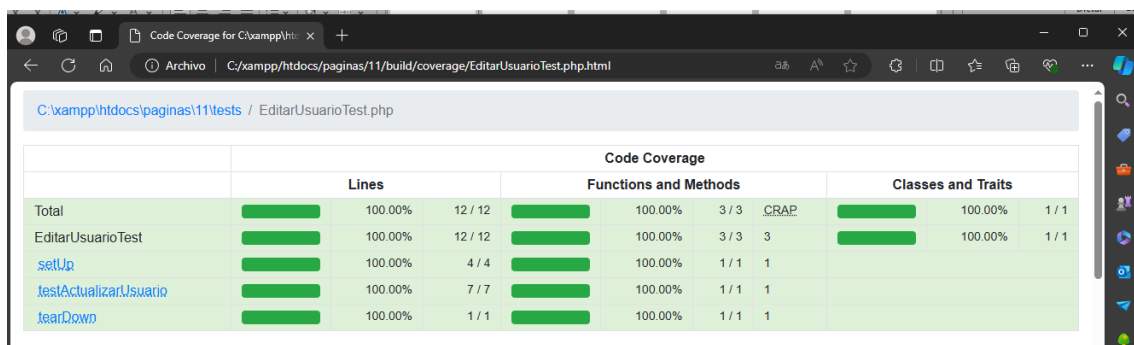 Code Coverage for C:\xampp\htd
Archivo C:/xampp/htdocs/paginas/11/build/coverage/EditarUsuarioTest.php.html
C:\xampp\htdocs\paginas\11\tests / EditarUsuarioTest.php
Code Coverage
Lines Functions and Methods Classes and Traits
Total 100.00% 12 / 12 100.00% 3 / 3 CRAP 100.00% 1 / 1
EditarUsuarioTest 100.00% 12 / 12 100.00% 3 / 3 3 100.00% 1 / 1
setUp 100.00% 4 / 4 100.00% 1 / 1 1
testActualizarUsuario 100.00% 7 / 7 100.00% 1 / 1 1
tearDown 100.00% 1 / 1 100.00% 1 / 1 1